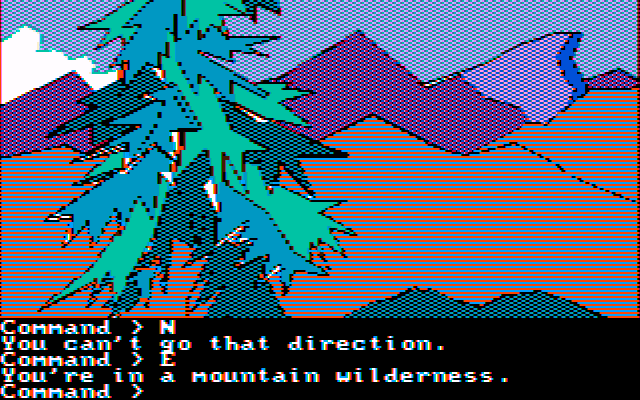 Command > N
You can't go that direction.
Command > E
You're in a mountain wilderness.
Command >